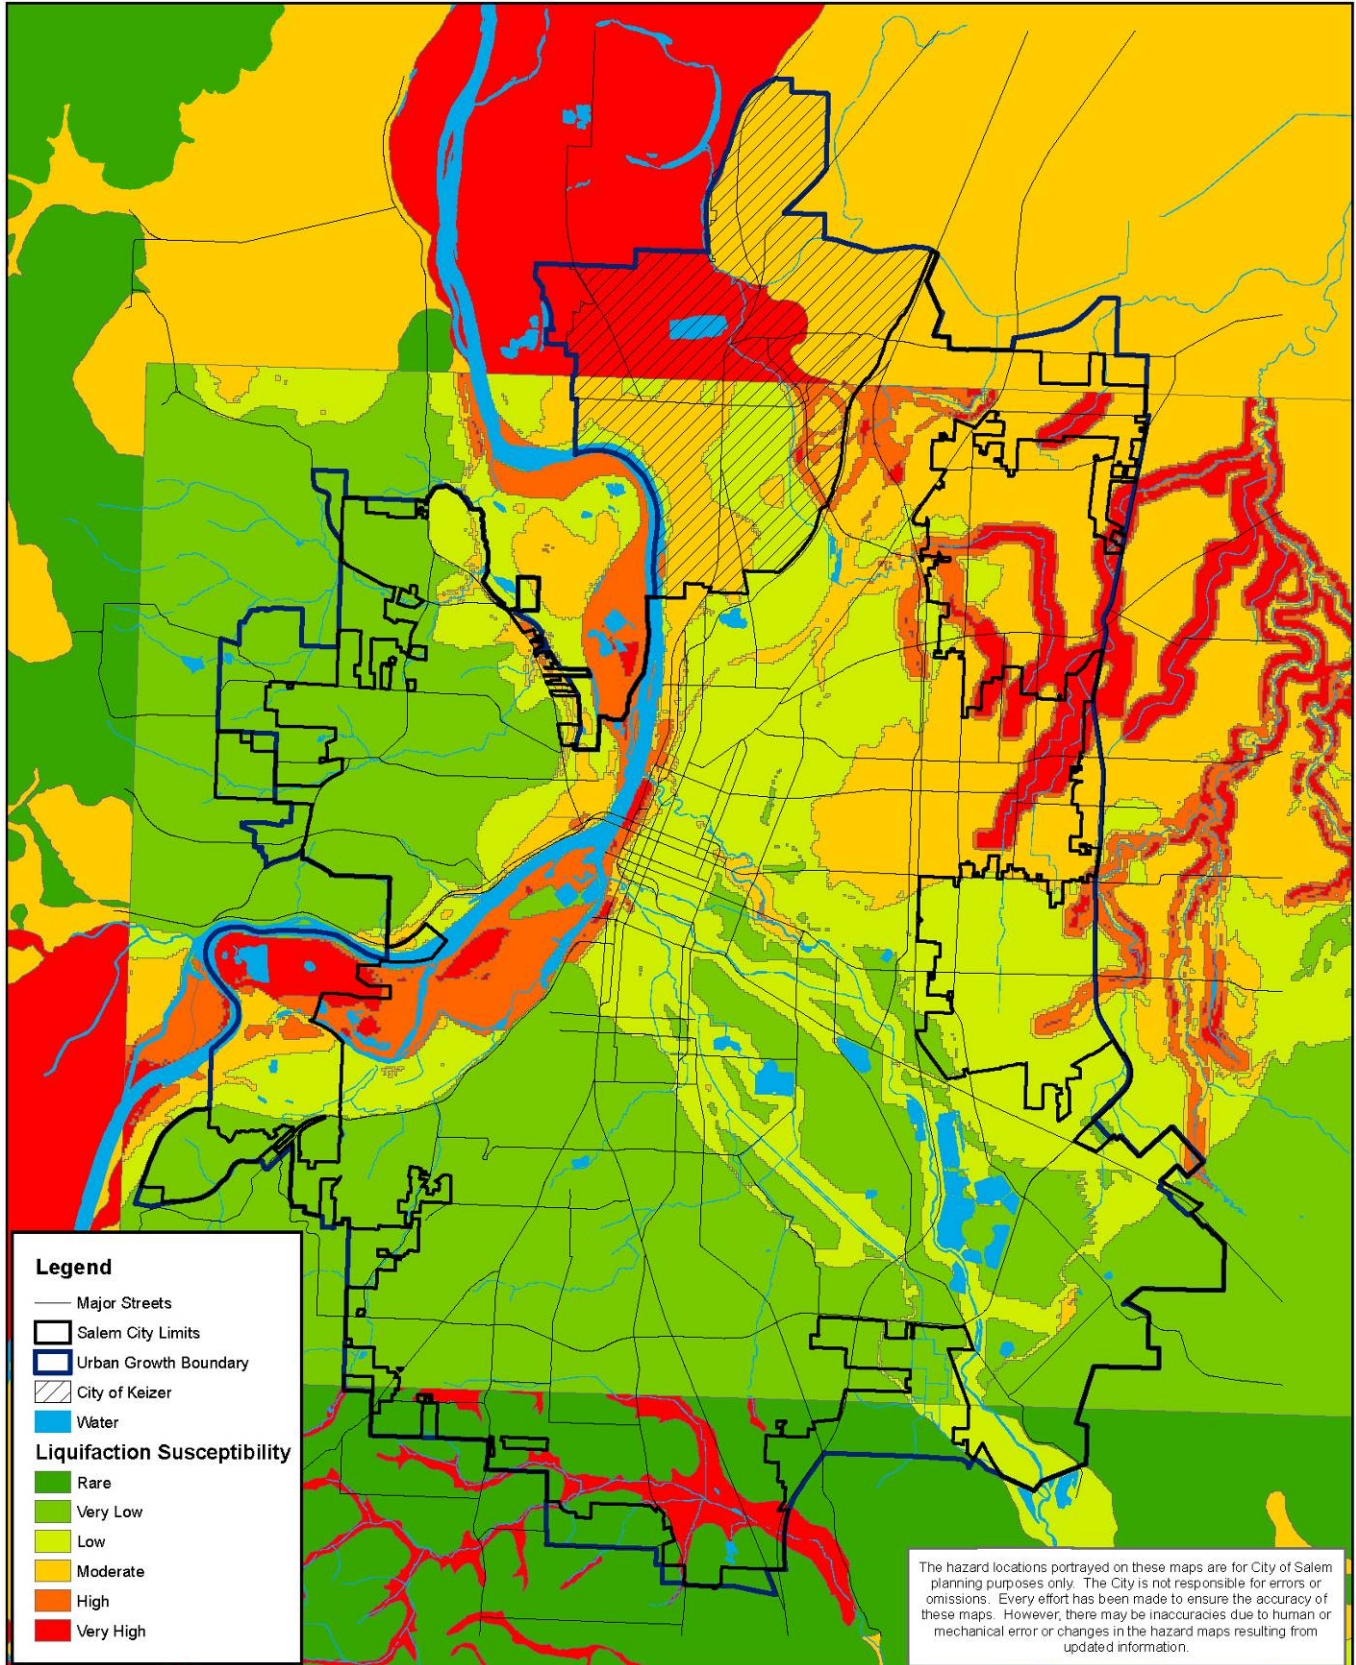 Legend
Major Streets
Salem City Limits
Urban Growth Boundary
City of Keizer
Water
Liquifaction Susceptibility
Rare
Very Low
Low
Moderate
High
Very High
The hazard locations portrayed on these maps are for City of Salem
planning purposes only. The City is not responsible for errors or
omissions. Every effort has been made to ensure the accuracy of
these maps. However, there may be inaccuracies due to human or
mechanical error or changes in the hazard maps resulting from
updated information.